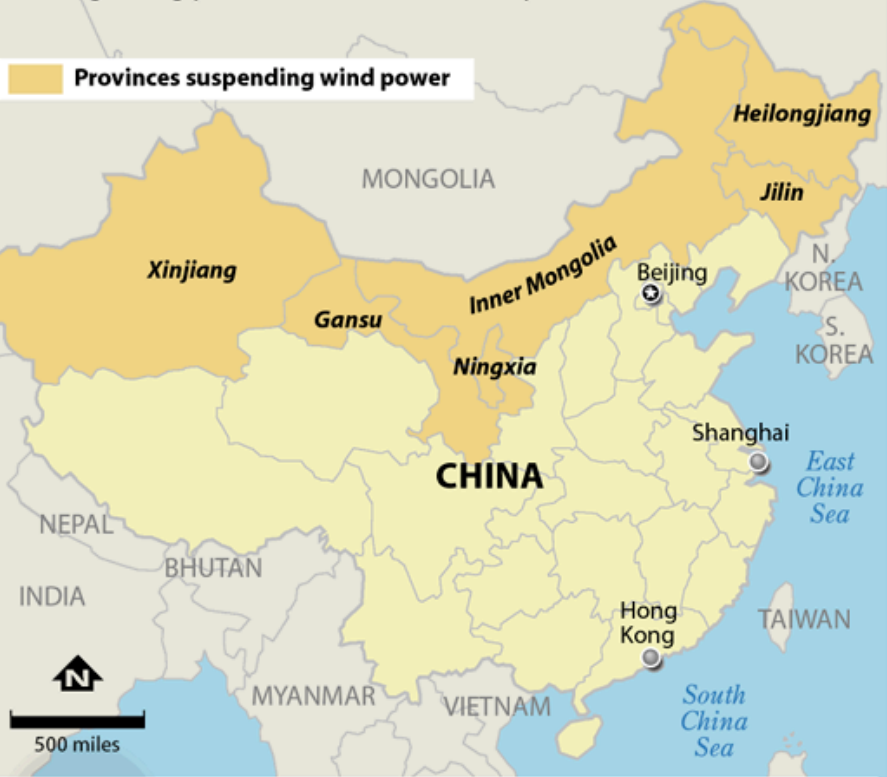 Provinces suspending wind power
Heilongjiang
MONGOLIA
Jilin
Xinjiang
Inner Mongolia
Beijing
N.
KOREA
Gansu
S.
KOREA
Ningxia
Shanghai
CHINA
East
China
Sea
NEPAL
BHUTAN
INDIA
Hong
Kong
TAIWAN
N
MYANMAR
VIETNAM
South
China
Sea
500 miles